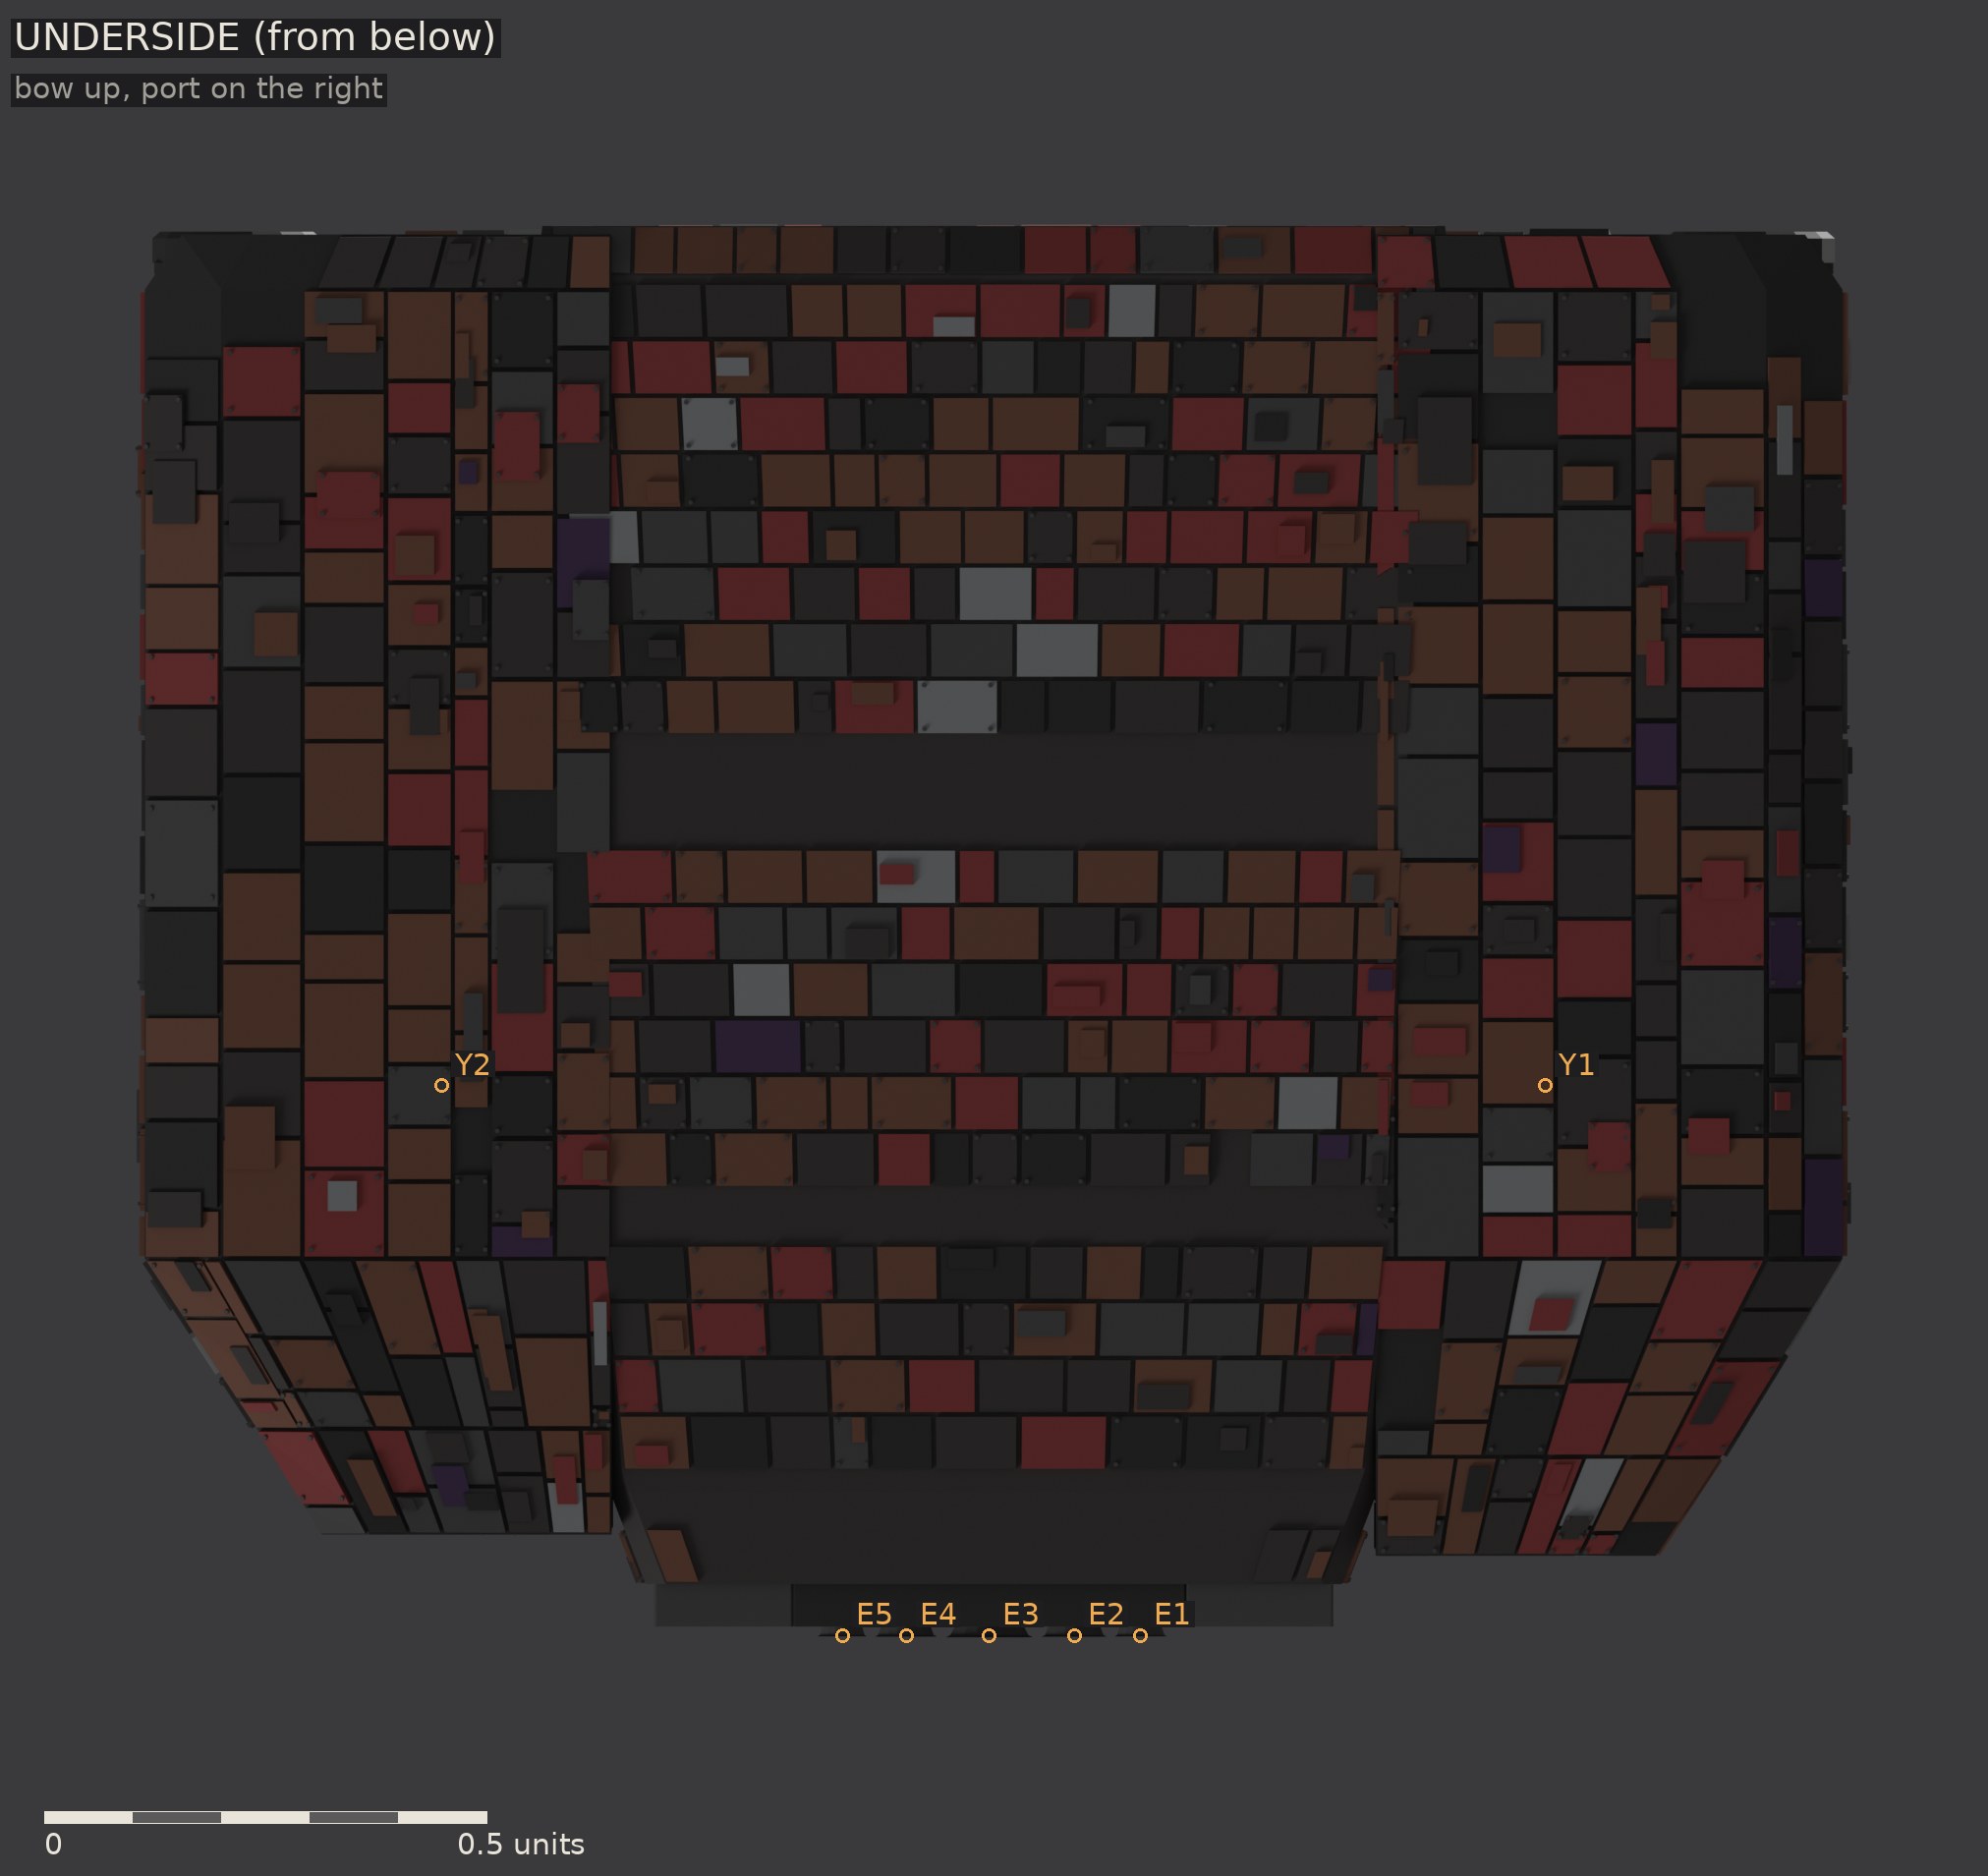 UNDERSIDE (from below)
bow up, port on the right
Y2
Y1
E5 E4 E3 E2 E1
0 0.5 units